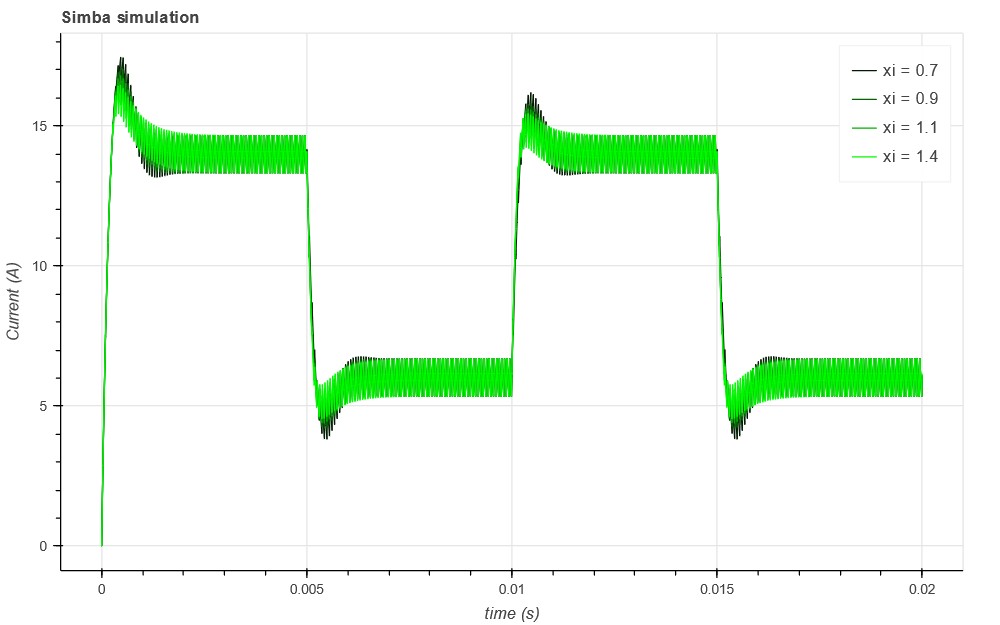 Simba simulation
xi = 0.7
xi = 0.9
xi = 1.1
xi = 1.4
15
10
5
0
Current (A)
0 0.005 0.01 0.015 0.02
time (s)